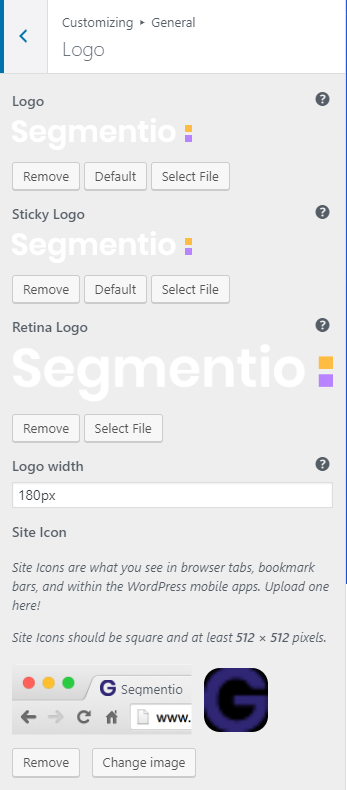 Customizing ▸ General
Logo
Logo
Segmentio
Remove Default Select File
Sticky Logo
Segmentio
Remove Default Select File
Retina Logo
Segmentio
Remove Select File
Logo width
180px
Site Icon
Site Icons are what you see in browser tabs, bookmark
bars, and within the WordPress mobile apps. Upload one
here!
Site Icons should be square and at least 512 × 512 pixels.
G Segmentio
www.
G
Remove Change image